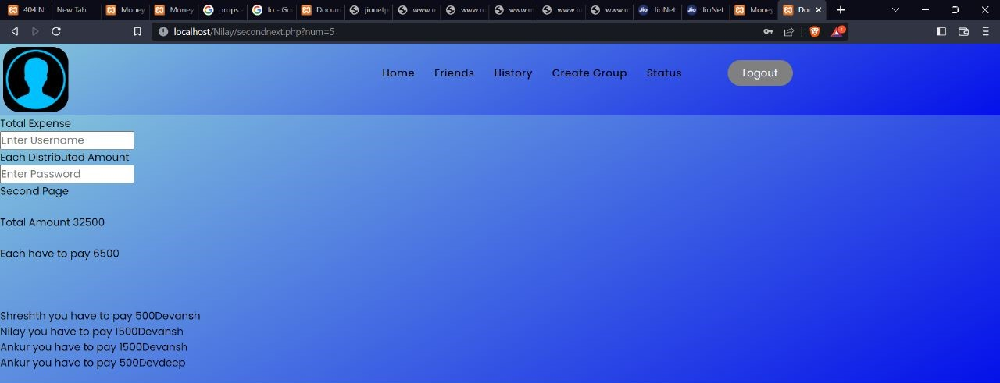 404 No New Tab Money Money props - lo - Goo Docum jionetp www.m www.m www.m www.m www.m JioNet JioNet Money Do
localhost/Nilay/secondnext.php?num=5
Home Friends History Create Group Status Logout
Total Expense
Enter Username
Each Distributed Amount
Enter Password
Second Page
Total Amount 32500
Each have to pay 6500
Shreshth you have to pay 500Devansh
Nilay you have to pay 1500Devansh
Ankur you have to pay 1500Devansh
Ankur you have to pay 500Devdeep